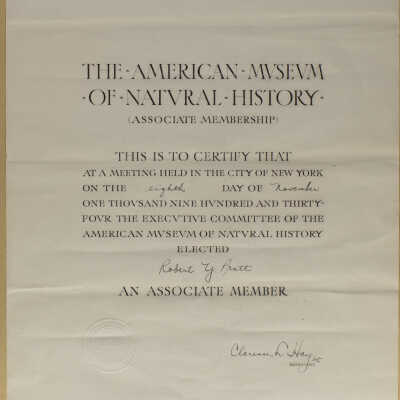 THE · AMERICAN · MVSEVM
· OF · NATVRAL · HISTORY ·
(ASSOCIATE MEMBERSHIP)
THIS IS TO CERTIFY THAT
AT A MEETING HELD IN THE CITY OF NEW YORK
ON THE eighth DAY OF November
ONE THOVSAND NINE HVNDRED AND THIRTY-
FOVR THE EXECVTIVE COMMITTEE OF THE
AMERICAN MVSEVM OF NATVRAL HISTORY
ELECTED
Robert Pratt
AN ASSOCIATE MEMBER
Clarence L. Hay